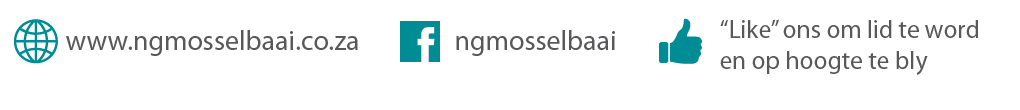 www.ngmosselbaai.co.za
ngmosselbaai
“Like” ons om lid te word
en op hoogte te bly